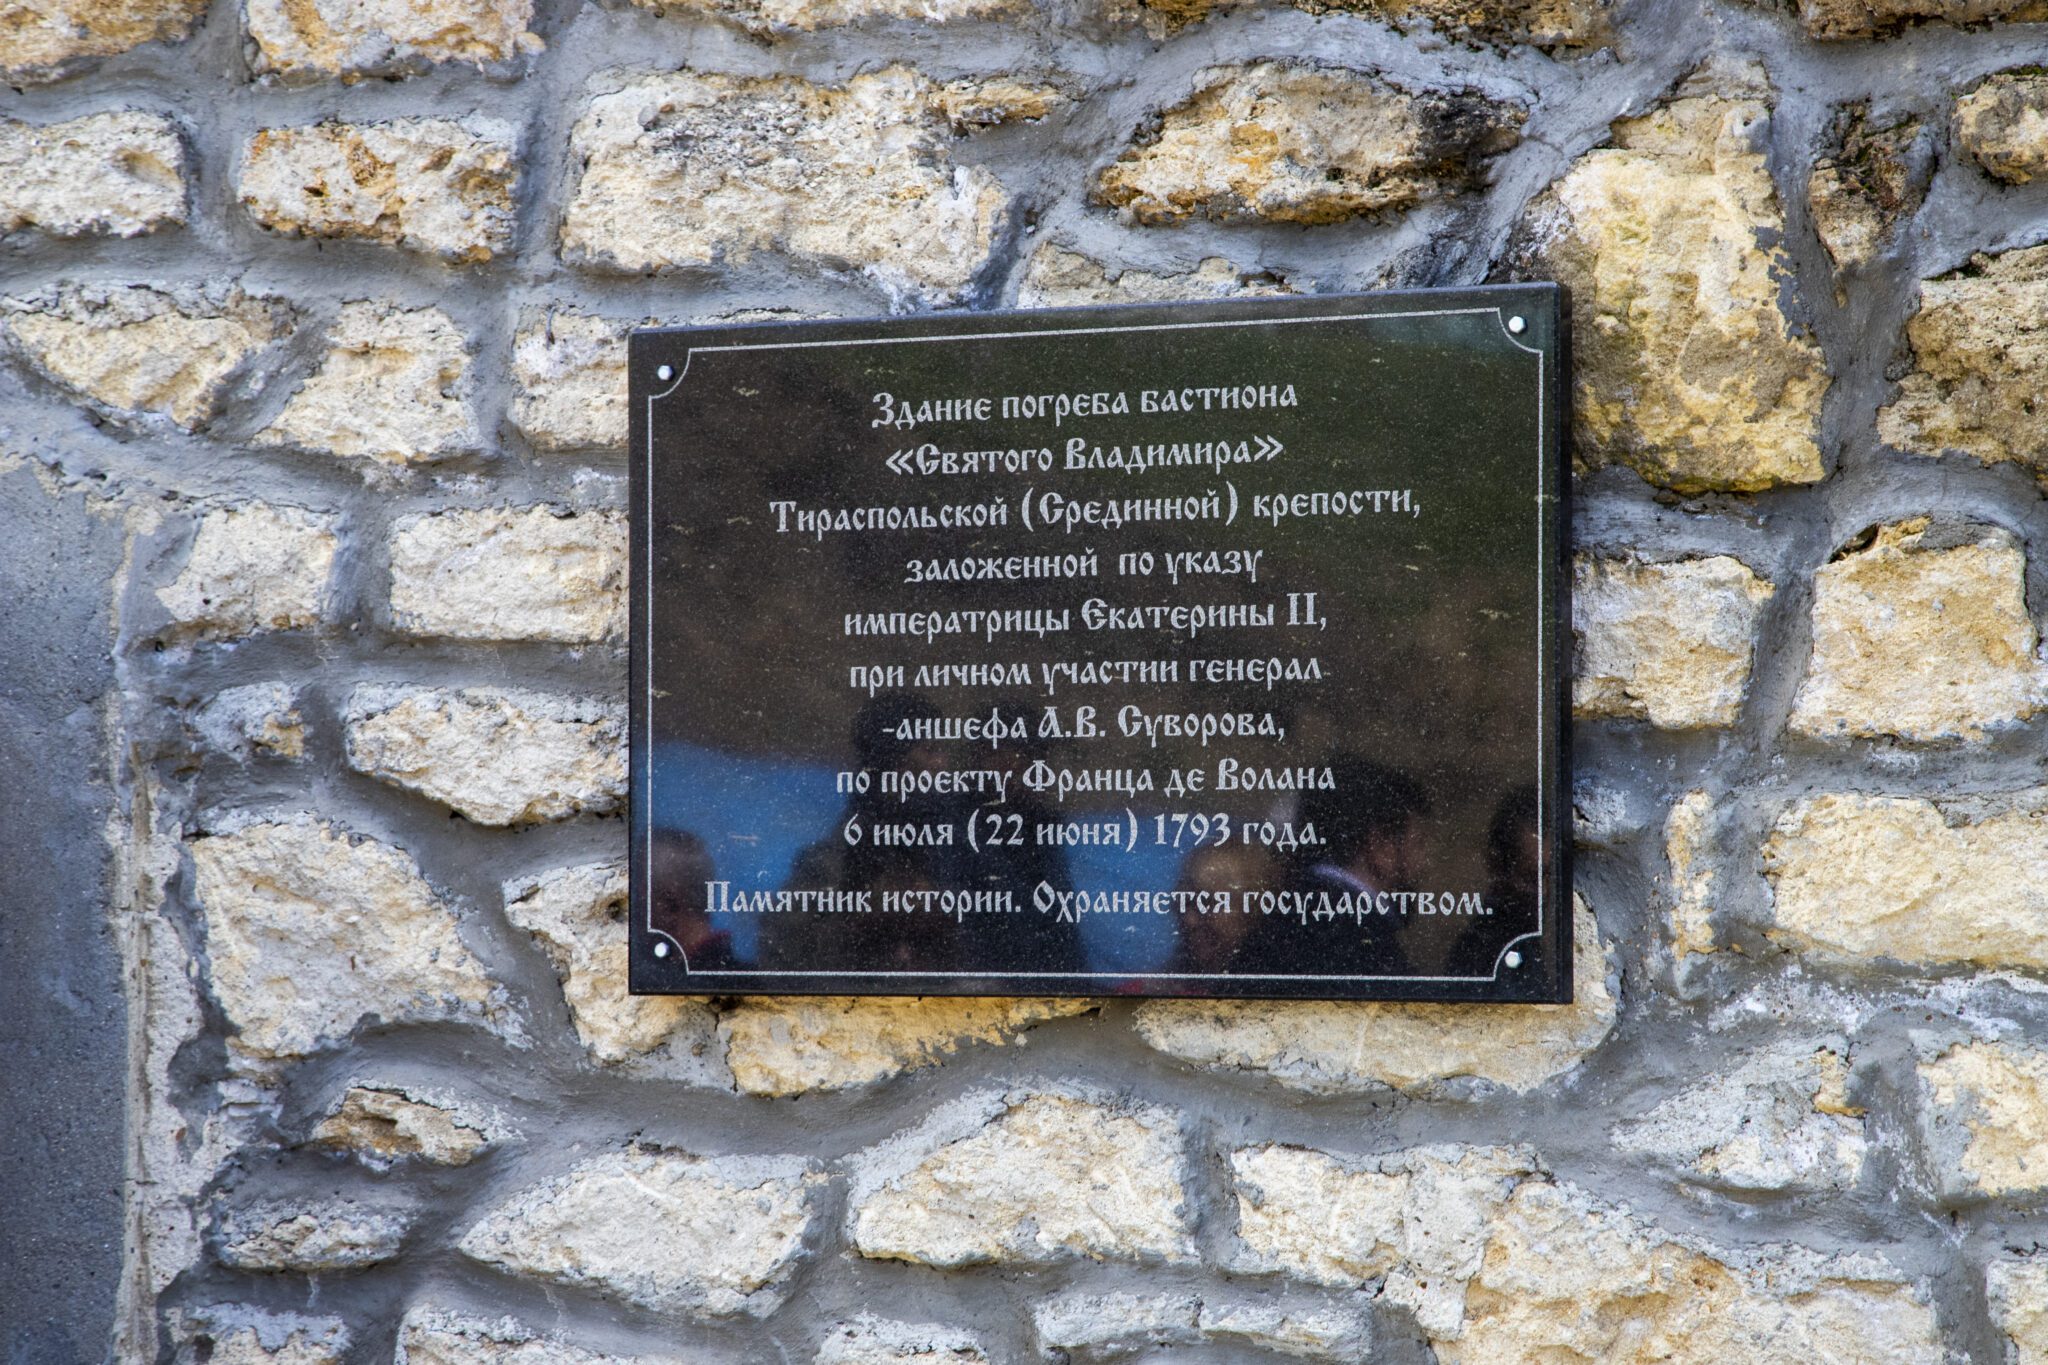 Здание погреба бастиона
«Святого Владимира»
Тираспольской (Срединной) крепости,
заложенной по указу
императрицы Екатерины II,
при личном участии генерал-
-аншефа А.В. Суворова,
по проекту Франца де Волана
6 июля (22 июня) 1793 года.
Памятник истории. Охраняется государством.